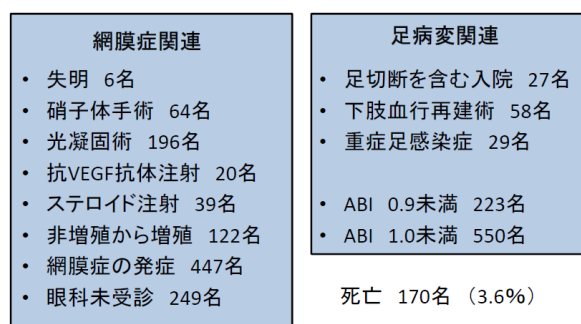 網膜症関連
• 失明 6名
• 硝子体手術 64名
• 光凝固術 196名
• 抗VEGF抗体注射 20名
• ステロイド注射 39名
• 非増殖から増殖 122名
• 網膜症の発症 447名
• 眼科未受診 249名
足病変関連
• 足切断を含む入院 27名
• 下肢血行再建術 58名
• 重症足感染症 29名
• ABI 0.9未満 223名
• ABI 1.0未満 550名
死亡 170名 （3.6%）